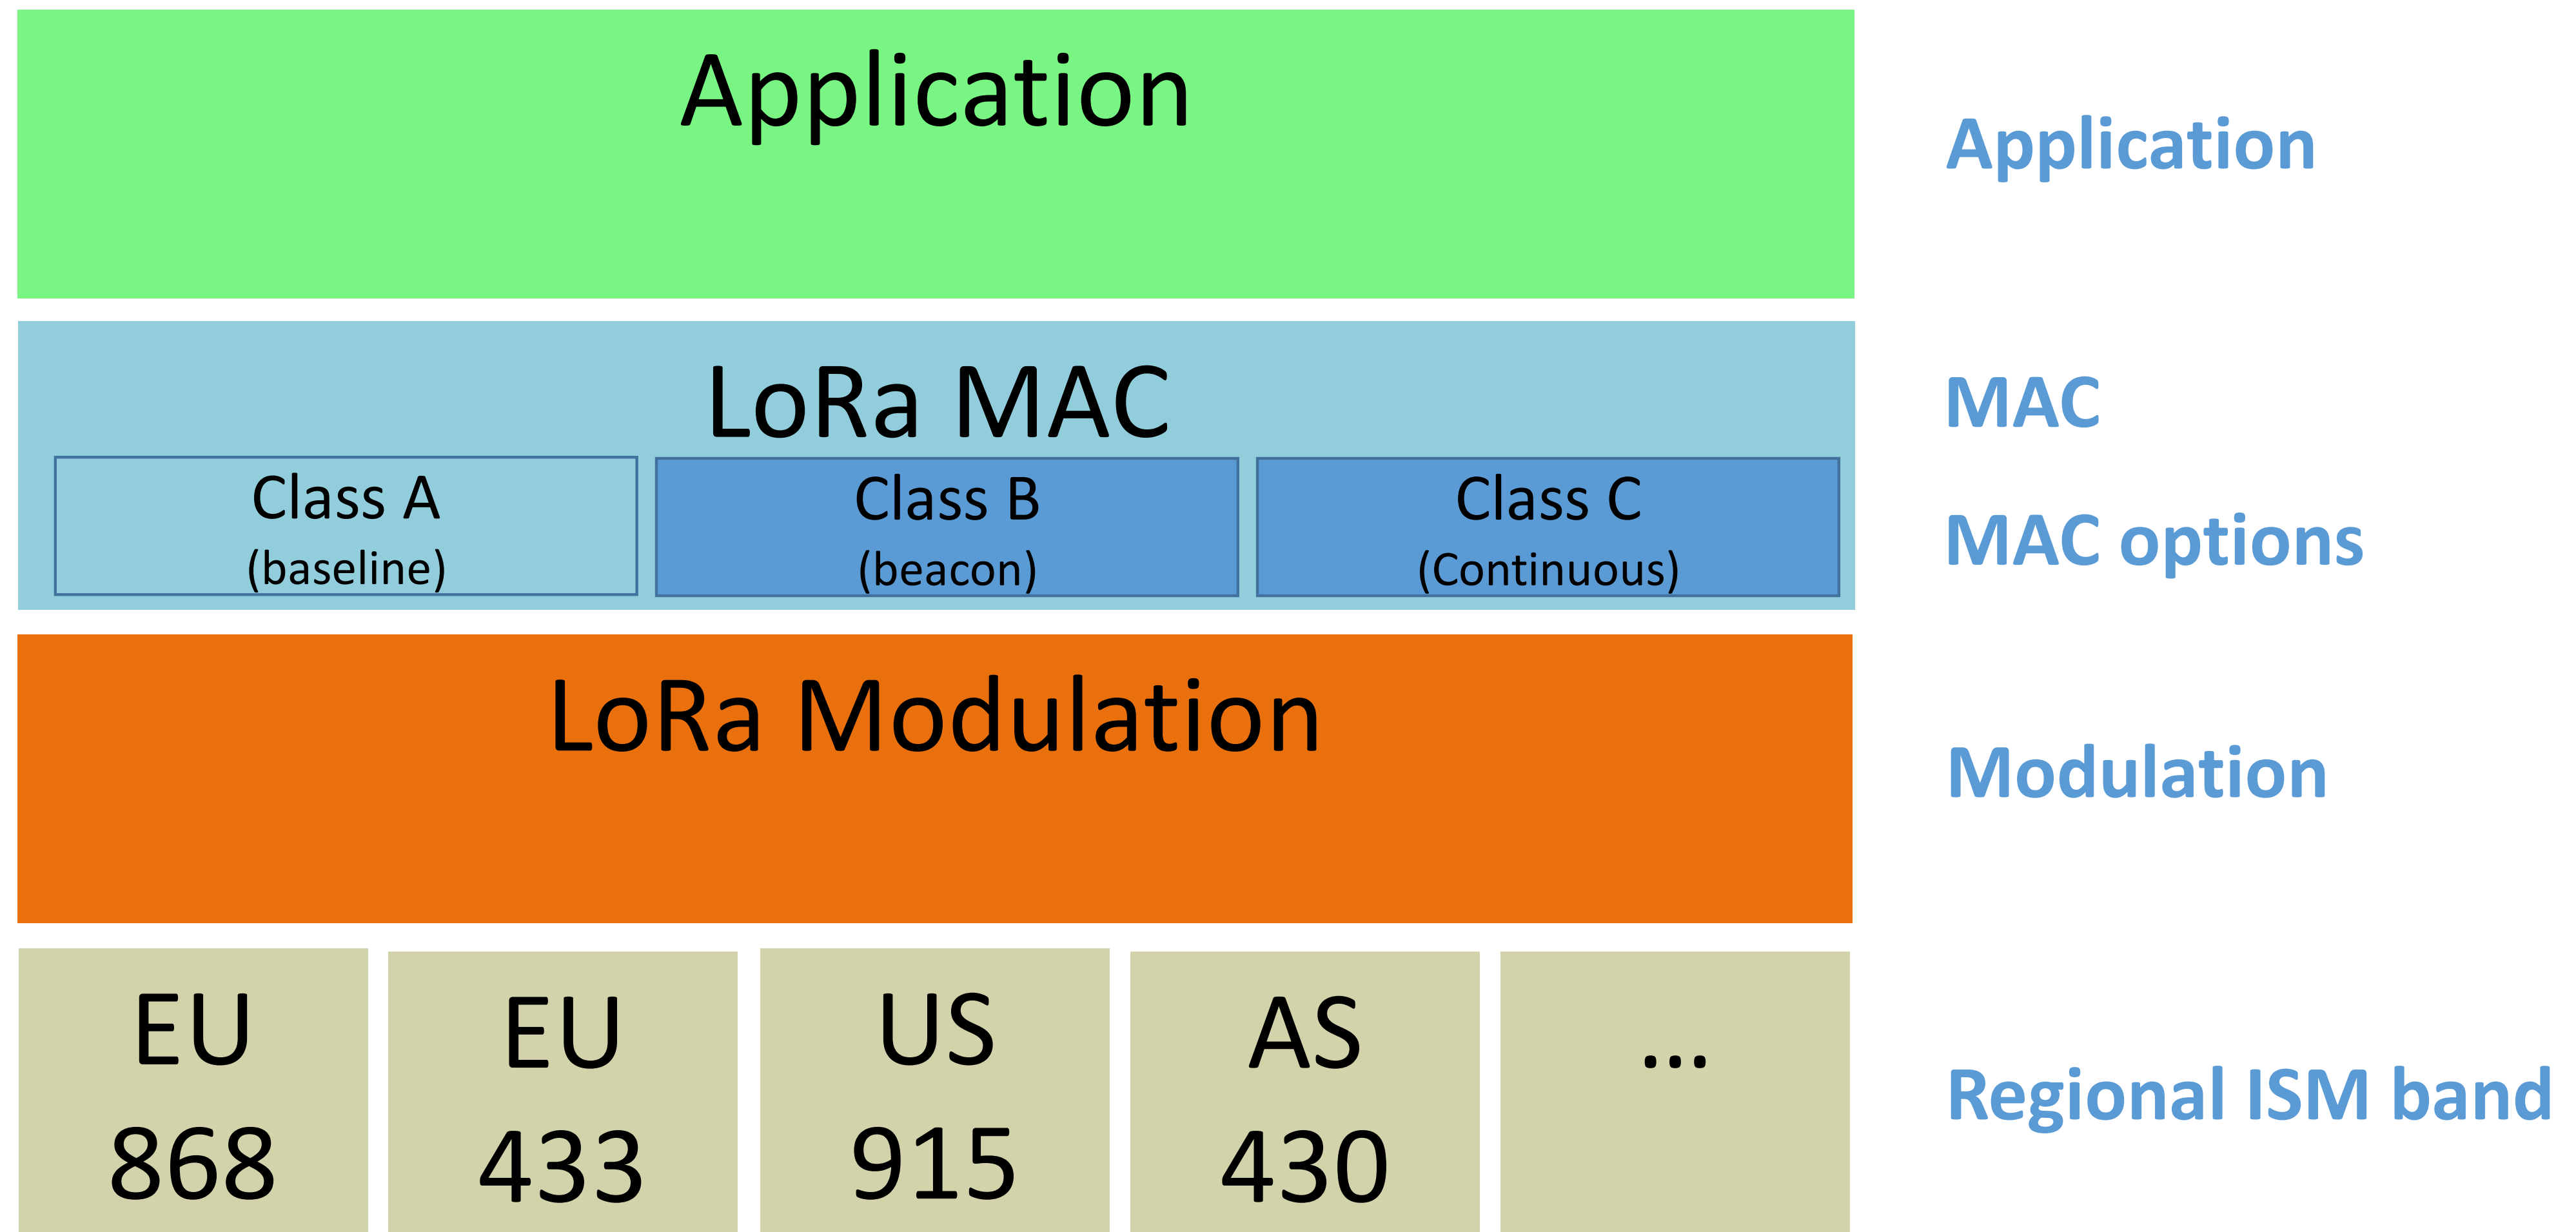 Application
Application
LoRa MAC
MAC
Class A
(baseline)
Class B
(beacon)
Class C
(Continuous)
MAC options
LoRa Modulation
Modulation
EU
868
EU
433
US
915
AS
430
...
Regional ISM band